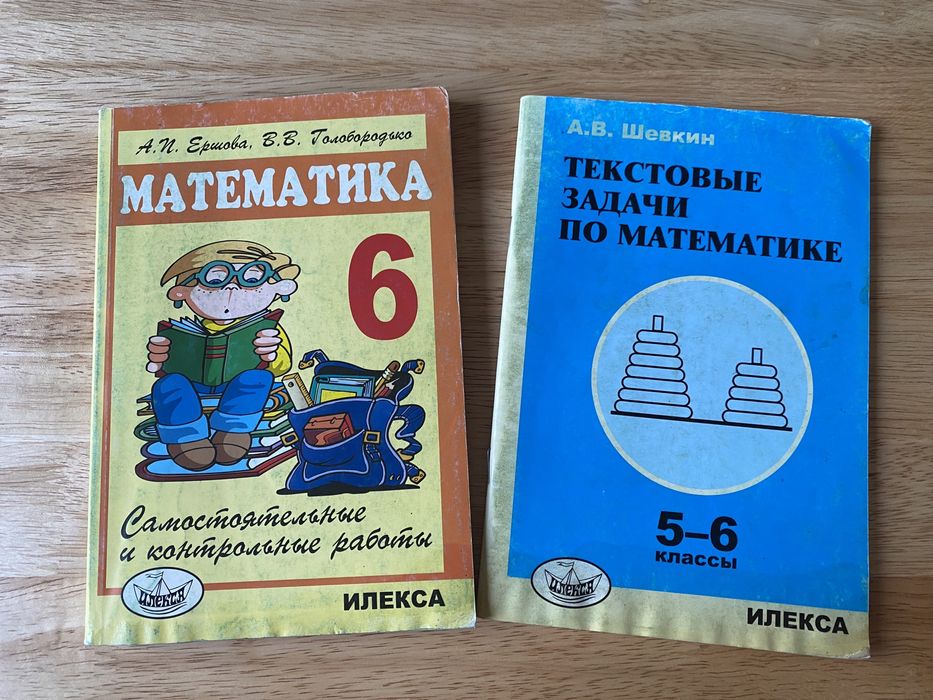 А.П. Ершова, В.В. Голобородько
МАТЕМАТИКА
6
Самостоятельные
и контрольные работы
ИЛЕКСА
ИЛЕКСА
А.В. Шевкин
ТЕКСТОВЫЕ
ЗАДАЧИ
ПО МАТЕМАТИКЕ
5–6
классы
ИЛЕКСА
ИЛЕКСА